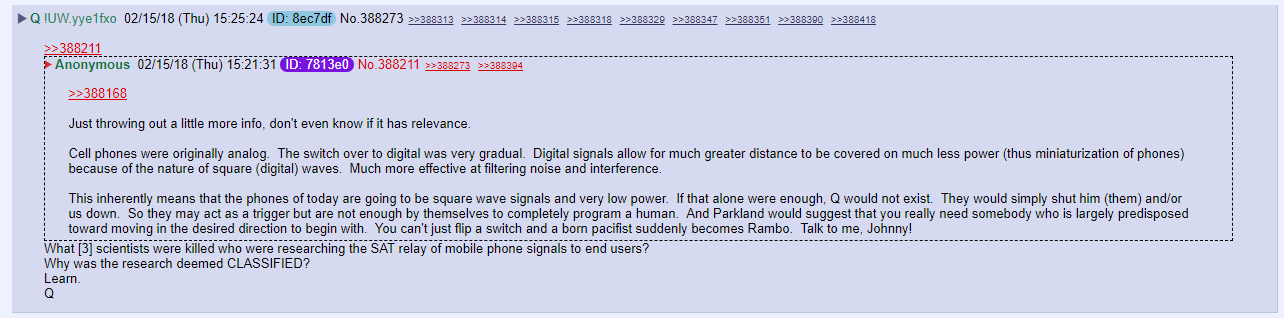 Q !UW.yye1fxo 02/15/18 (Thu) 15:25:24 ID: 8ec7df No.388273 >>388313 >>388314 >>388315 >>388318 >>388329 >>388347 >>388351 >>388390 >>388418
>>388211
Anonymous 02/15/18 (Thu) 15:21:31 ID: 7813e0 No.388211 >>388273 >>388394
>>388168
Just throwing out a little more info, don't even know if it has relevance.
Cell phones were originally analog. The switch over to digital was very gradual. Digital signals allow for much greater distance to be covered on much less power (thus miniaturization of phones)
because of the nature of square (digital) waves. Much more effective at filtering noise and interference.
This inherently means that the phones of today are going to be square wave signals and very low power. If that alone were enough, Q would not exist. They would simply shut him (them) and/or
us down. So they may act as a trigger but are not enough by themselves to completely program a human. And Parkland would suggest that you really need somebody who is largely predisposed
toward moving in the desired direction to begin with. You can't just flip a switch and a born pacifist suddenly becomes Rambo. Talk to me, Johnny!
What [3] scientists were killed who were researching the SAT relay of mobile phone signals to end users?
Why was the research deemed CLASSIFIED?
Learn.
Q